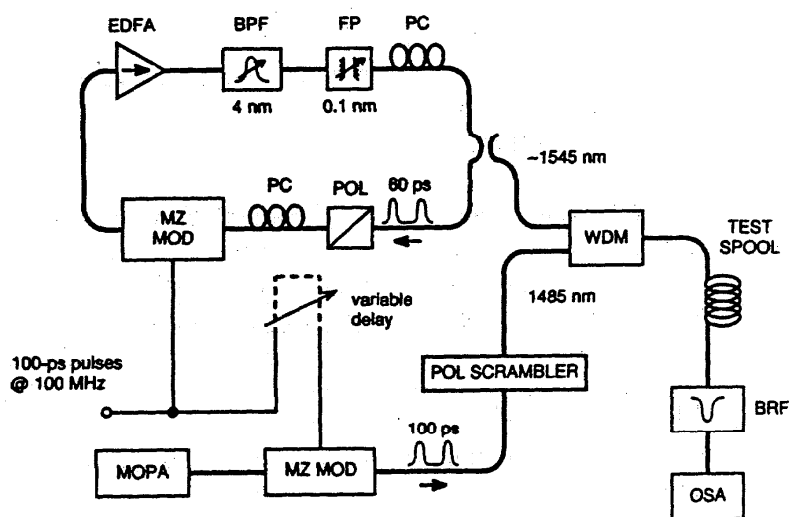 EDFA
BPF
FP
PC
4 nm
0.1 nm
~1545 nm
PC
POL
60 ps
MZ MOD
WDM
TEST SPOOL
1485 nm
variable delay
100-ps pulses @ 100 MHz
POL SCRAMBLER
BRF
100 ps
MOPA
MZ MOD
OSA